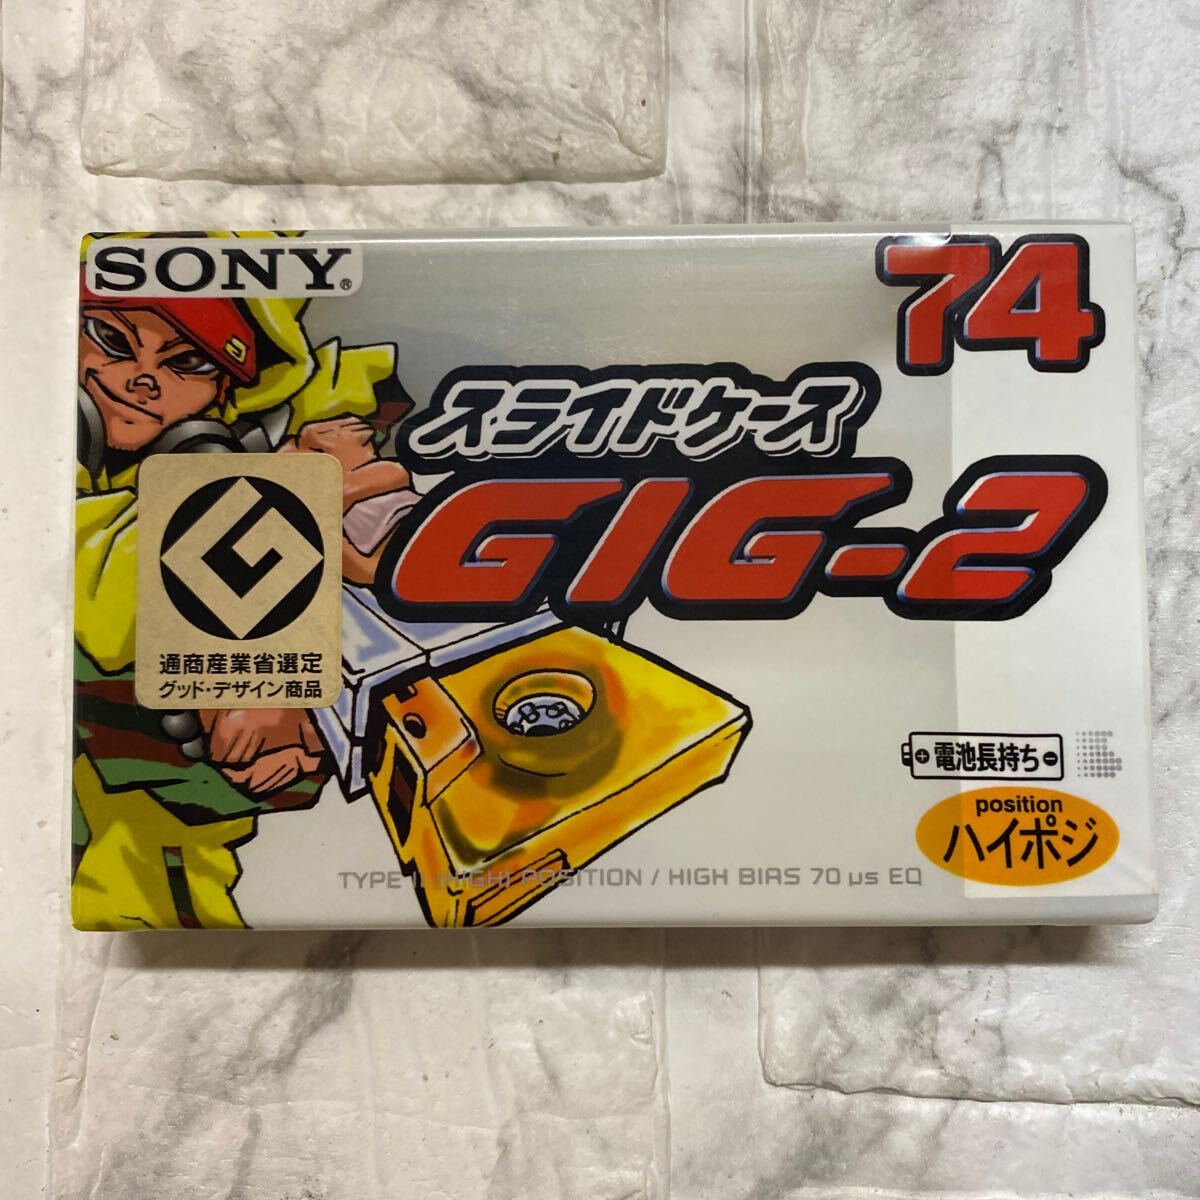 SONY®
74
スライドケース
GIG-2
G
通商産業省選定
グッド・デザイン商品
+ 電池長持ち -
position
ハイポジ
TYPE II (HIGH) POSITION / HIGH BIAS 70 µs EQ